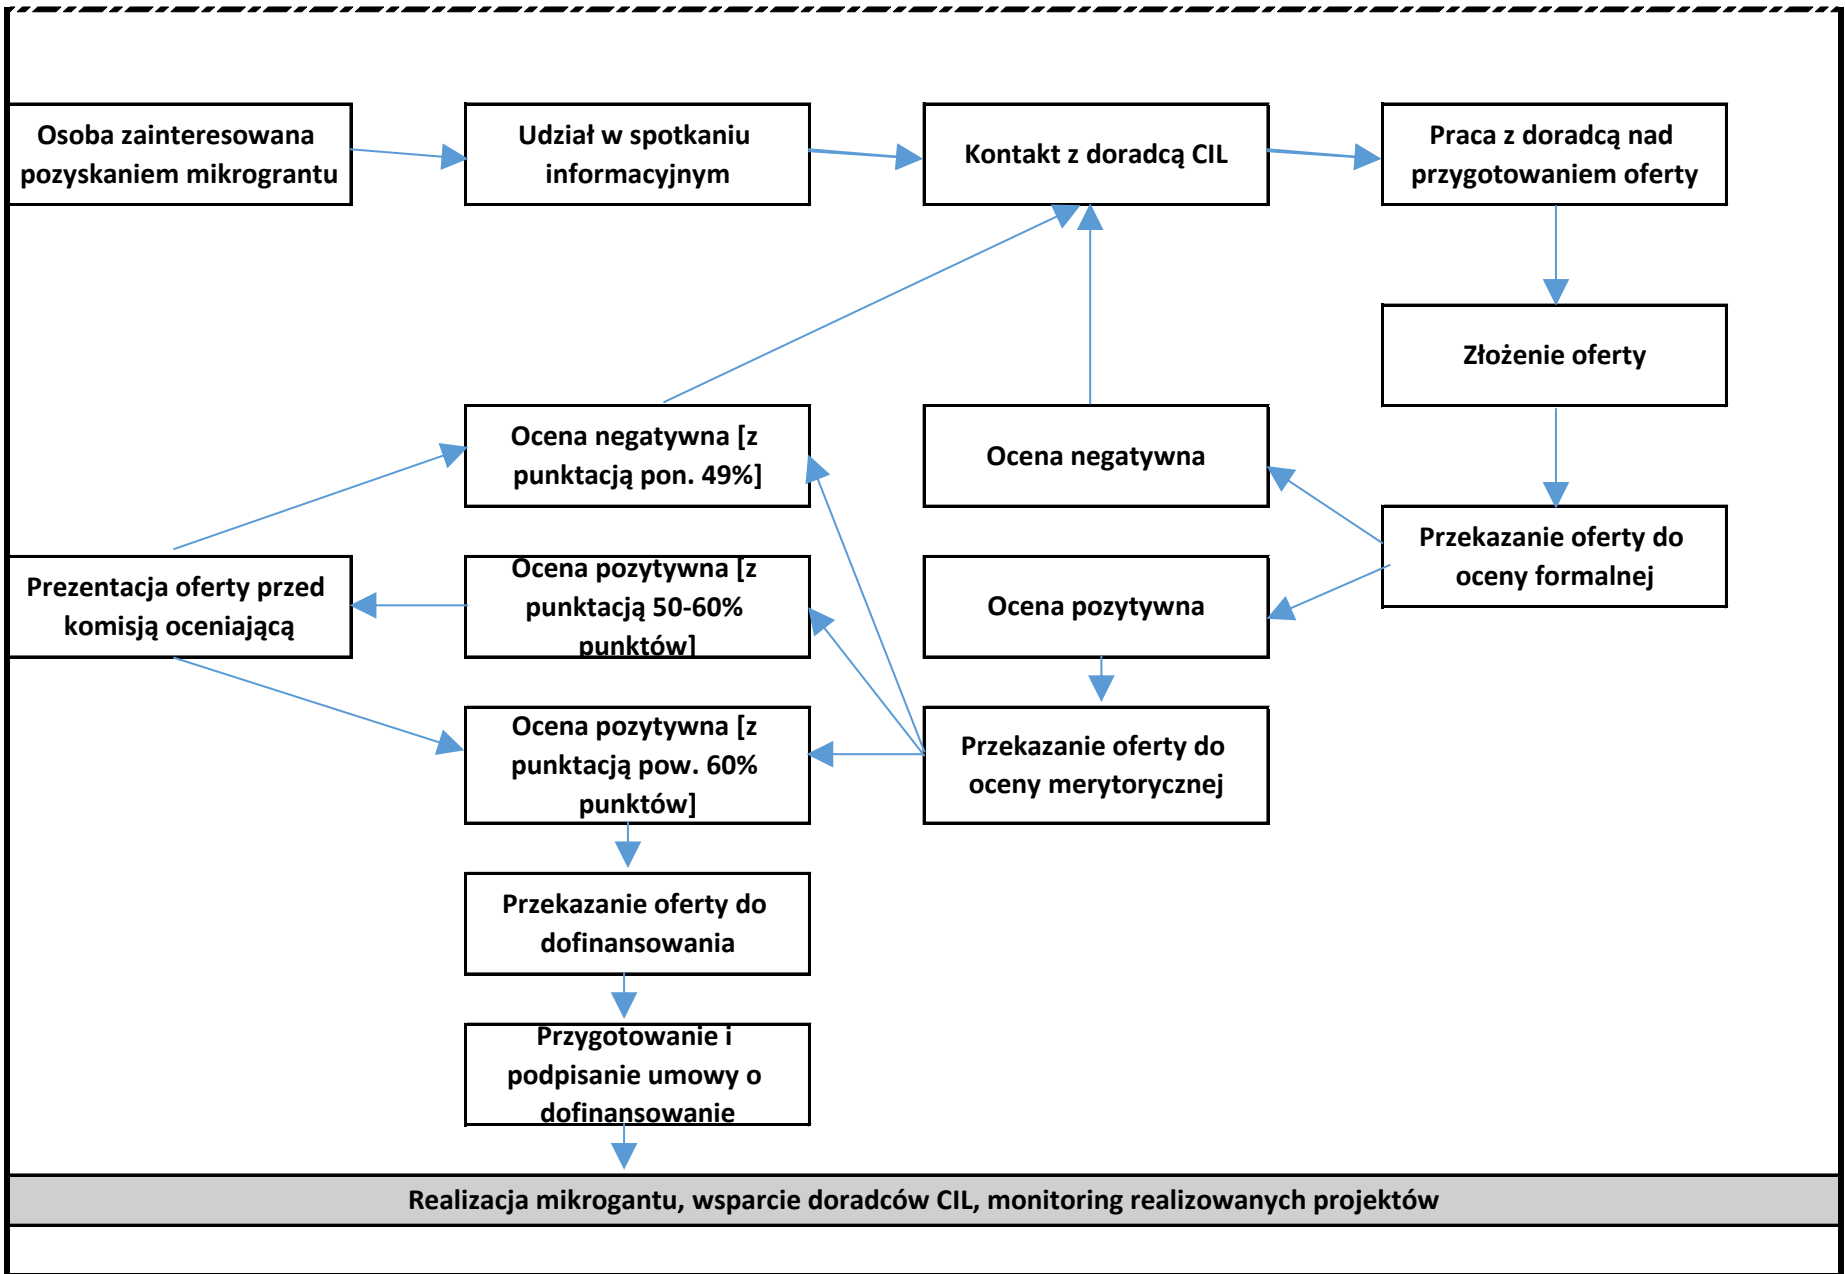 Osoba zainteresowana
pozyskaniem mikrograntu
Udział w spotkaniu
informacyjnym
Kontakt z doradcą CIL
Praca z doradcą nad
przygotowaniem oferty
Złożenie oferty
Ocena negatywna [z
punktacją pon. 49%]
Ocena negatywna
Przekazanie oferty do
oceny formalnej
Prezentacja oferty przed
komisją oceniającą
Ocena pozytywna [z
punktacją 50-60%
punktów]
Ocena pozytywna
Ocena pozytywna [z
punktacją pow. 60%
punktów]
Przekazanie oferty do
oceny merytorycznej
Przekazanie oferty do
dofinansowania
Przygotowanie i
podpisanie umowy o
dofinansowanie
Realizacja mikrogantu, wsparcie doradców CIL, monitoring realizowanych projektów